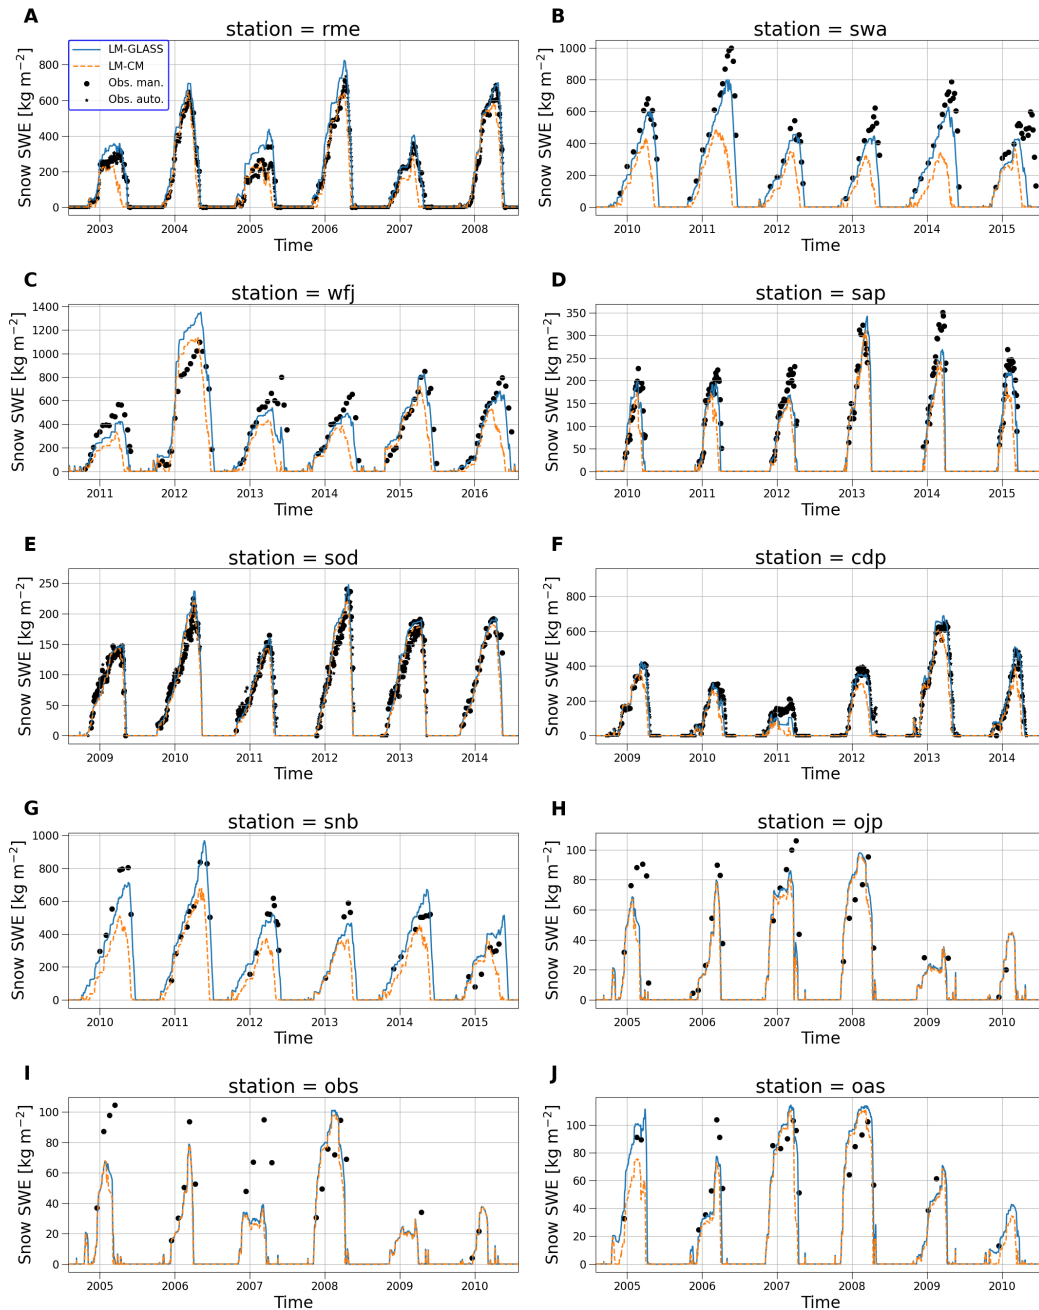 A
station = rme
LM-GLASS
LM-CM
Obs. man.
Obs. auto.
Snow SWE [kg m−2]
800
600
400
200
0
2003 2004 2005 2006 2007 2008
Time
B
station = swa
Snow SWE [kg m−2]
1000
800
600
400
200
0
2010 2011 2012 2013 2014 2015
Time
C
station = wfj
Snow SWE [kg m−2]
1400
1200
1000
800
600
400
200
0
2011 2012 2013 2014 2015 2016
Time
D
station = sap
Snow SWE [kg m−2]
350
300
250
200
150
100
50
0
2010 2011 2012 2013 2014 2015
Time
E
station = sod
Snow SWE [kg m−2]
250
200
150
100
50
0
2009 2010 2011 2012 2013 2014
Time
F
station = cdp
Snow SWE [kg m−2]
800
600
400
200
0
2009 2010 2011 2012 2013 2014
Time
G
station = snb
Snow SWE [kg m−2]
1000
800
600
400
200
0
2010 2011 2012 2013 2014 2015
Time
H
station = ojp
Snow SWE [kg m−2]
100
80
60
40
20
0
2005 2006 2007 2008 2009 2010
Time
I
station = obs
Snow SWE [kg m−2]
100
80
60
40
20
0
2005 2006 2007 2008 2009 2010
Time
J
station = oas
Snow SWE [kg m−2]
100
80
60
40
20
0
2005 2006 2007 2008 2009 2010
Time